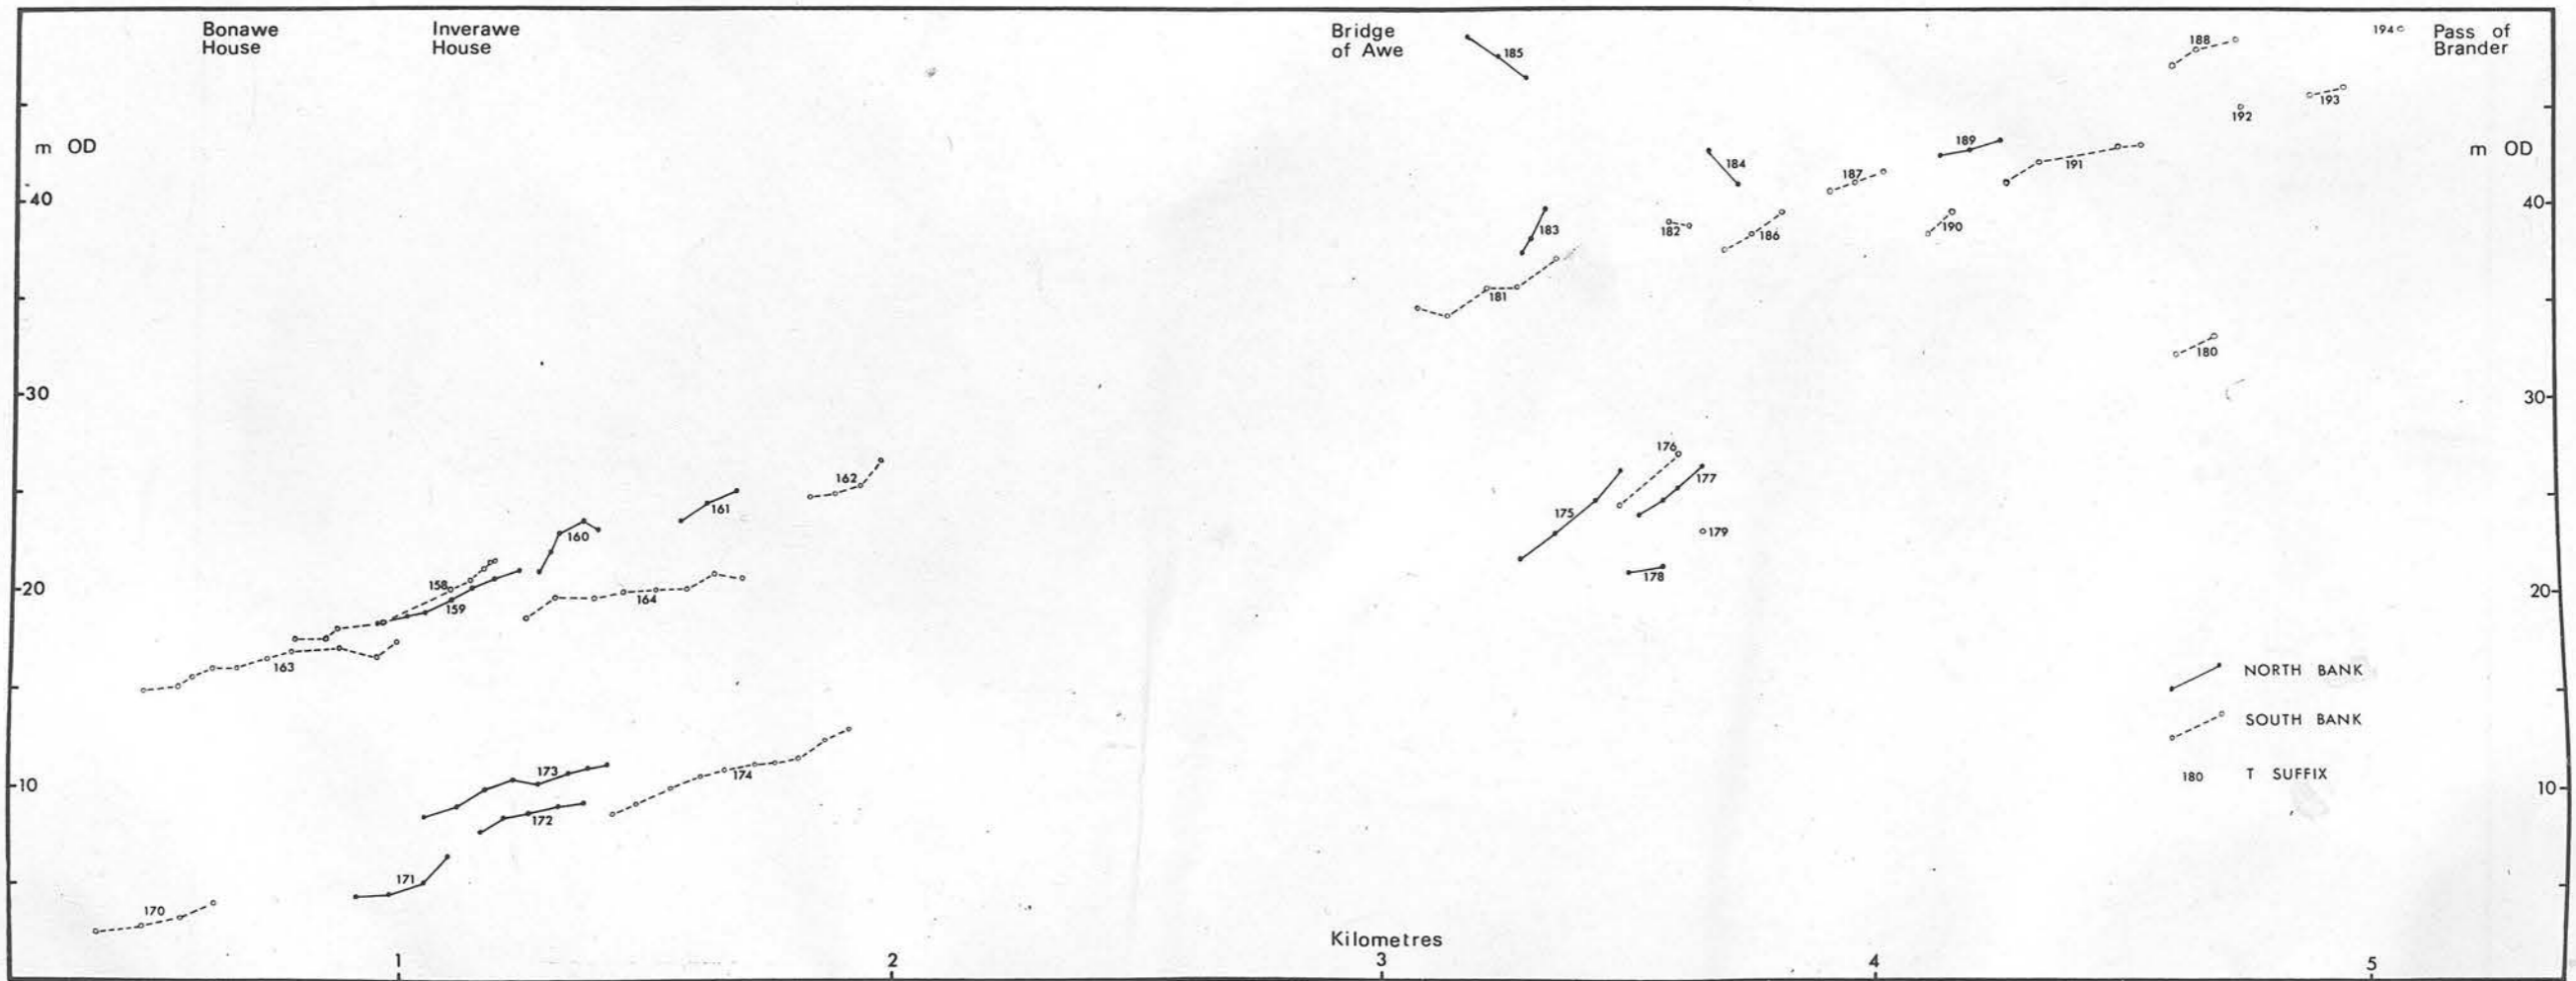 Bonawe
House
Inverawe
House
Bridge
of Awe
Pass of
Brander
m OD
m OD
40
30
20
10
40
30
20
10
185
188
194
193
192
189
191
184
187
183
182
186
190
181
180
176
177
175
179
178
162
161
160
158
159
164
163
173
174
172
171
170
NORTH BANK
SOUTH BANK
180 T SUFFIX
Kilometres
1 2 3 4 5